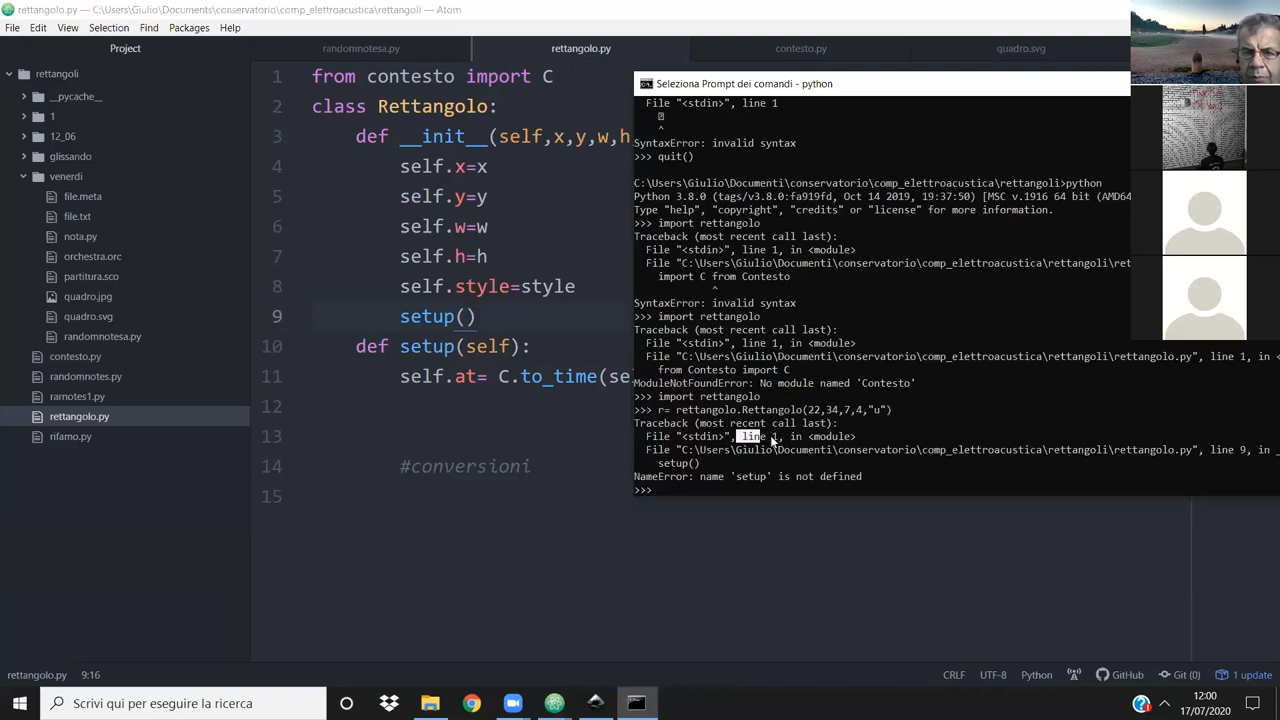 rettangolo.py — C:\Users\Giulio\Documents\conservatorio\comp_elettroacustica\rettangoli — Atom
File Edit View Selection Find Packages Help
Project
rettangoli
__pycache__
1
12_06
glissando
venerdi
file.meta
file.txt
nota.py
orchestra.orc
partitura.sco
quadro.jpg
quadro.svg
randomnotesa.py
contesto.py
randomnotes.py
rarnotes1.py
rettangolo.py
rifamo.py
randomnotesa.py rettangolo.py contesto.py quadro.svg
1 from contesto import C
2 class Rettangolo:
3 def __init__(self,x,y,w,h
4 self.x=x
5 self.y=y
6 self.w=w
7 self.h=h
8 self.style=style
9 setup()
10 def setup(self):
11 self.at= C.to_time(se
12
13
14 #conversioni
15
Seleziona Prompt dei comandi - python
File "<stdin>", line 1
^
SyntaxError: invalid syntax
>>> quit()
C:\Users\Giulio\Documenti\conservatorio\comp_elettroacustica\rettangoli>python
Python 3.8.0 (tags/v3.8.0:fa919fd, Oct 14 2019, 19:37:50) [MSC v.1916 64 bit (AMD64
Type "help", "copyright", "credits" or "license" for more information.
>>> import rettangolo
Traceback (most recent call last):
File "<stdin>", line 1, in <module>
File "C:\Users\Giulio\Documenti\conservatorio\comp_elettroacustica\rettangoli\ret
import C from Contesto
^
SyntaxError: invalid syntax
>>> import rettangolo
Traceback (most recent call last):
File "<stdin>", line 1, in <module>
File "C:\Users\Giulio\Documenti\conservatorio\comp_elettroacustica\rettangoli\rettangolo.py", line 1, in <
from Contesto import C
ModuleNotFoundError: No module named 'Contesto'
>>> import rettangolo
>>> r= rettangolo.Rettangolo(22,34,7,4,"u")
Traceback (most recent call last):
File "<stdin>", line 1, in <module>
File "C:\Users\Giulio\Documenti\conservatorio\comp_elettroacustica\rettangoli\rettangolo.py", line 9, in _
setup()
NameError: name 'setup' is not defined
>>>
rettangolo.py 9:16 CRLF UTF-8 Python GitHub Git (0) 1 update
Scrivi qui per eseguire la ricerca
12:00
17/07/2020